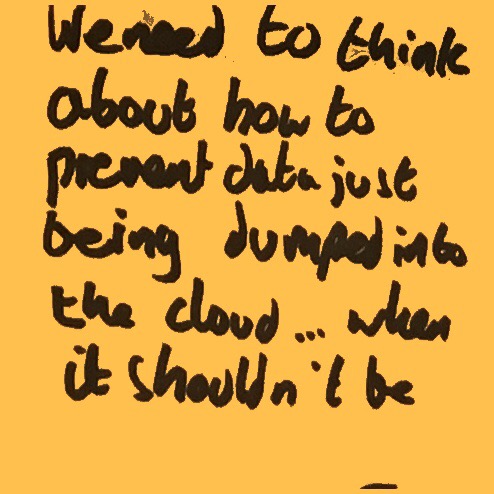 We need to think
about how to
prevent data just
being dumped into
the cloud... when
it shouldn't be